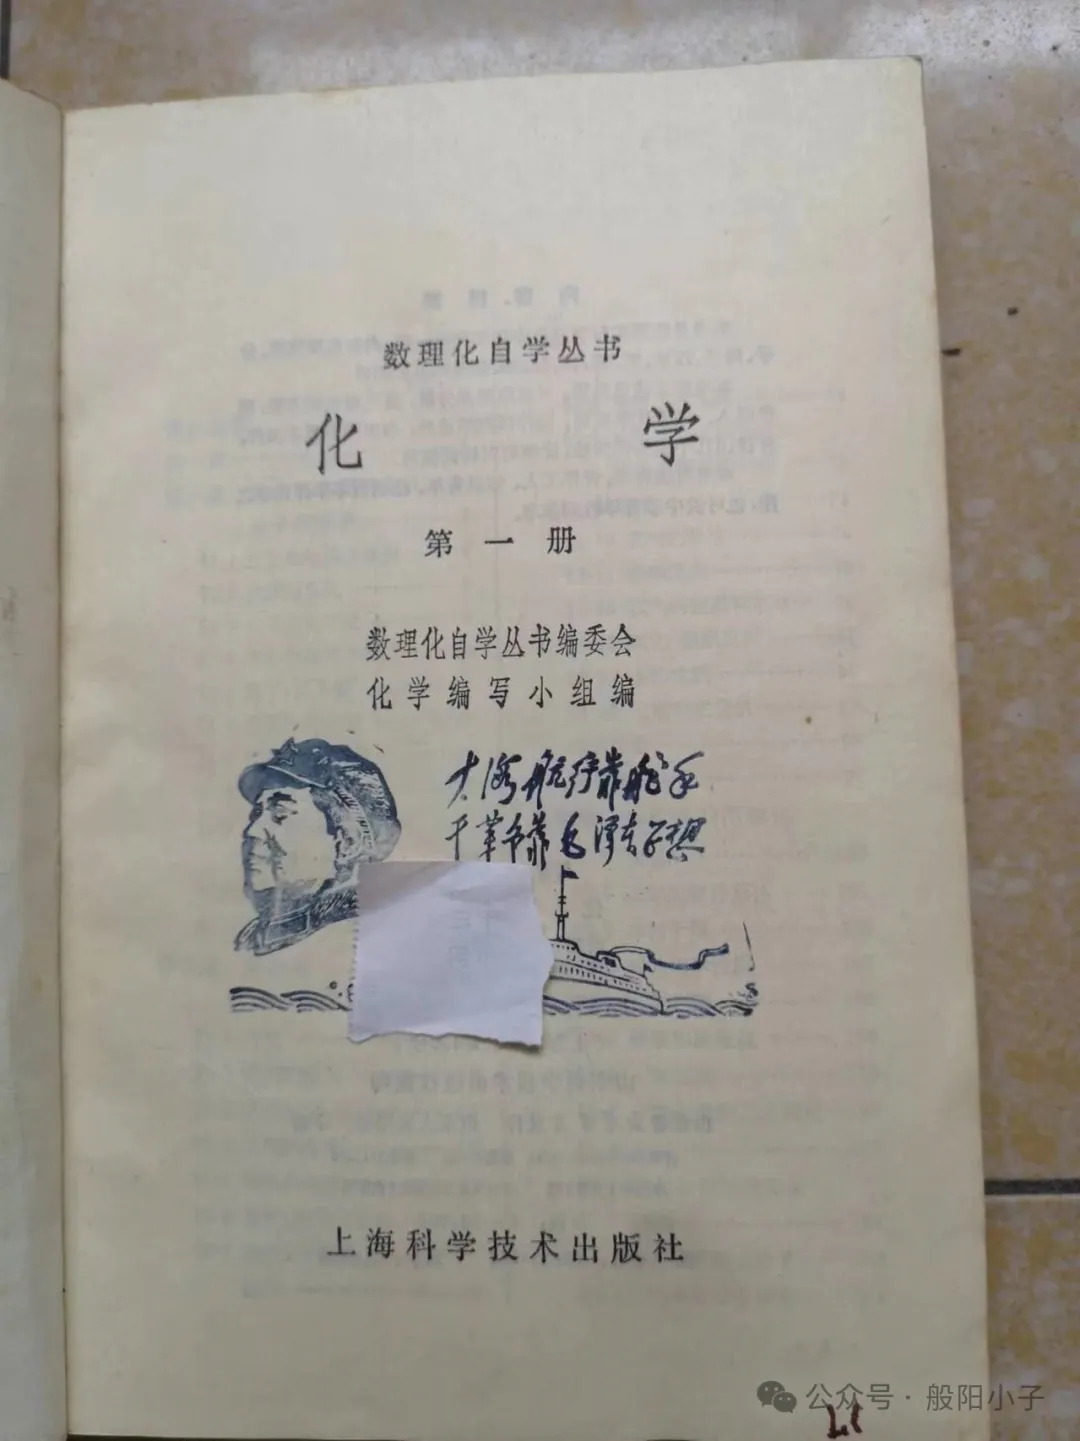 数理化自学丛书
化 学
第 一 册
数理化自学丛书编委会
化 学 编 写 小 组 编
大海航行靠舵手
干革命靠毛泽东思想
上海科学技术出版社
公众号 · 般阳小子